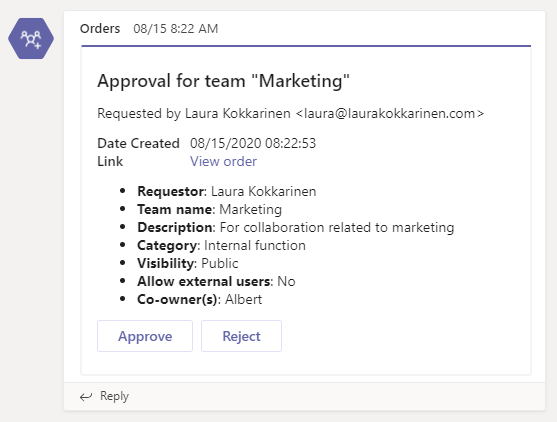 Orders 08/15 8:22 AM
Approval for team "Marketing"
Requested by Laura Kokkarinen <laura@laurakokkarinen.com>
Date Created 08/15/2020 08:22:53
Link View order
• Requestor: Laura Kokkarinen
• Team name: Marketing
• Description: For collaboration related to marketing
• Category: Internal function
• Visibility: Public
• Allow external users: No
• Co-owner(s): Albert
Approve Reject
Reply